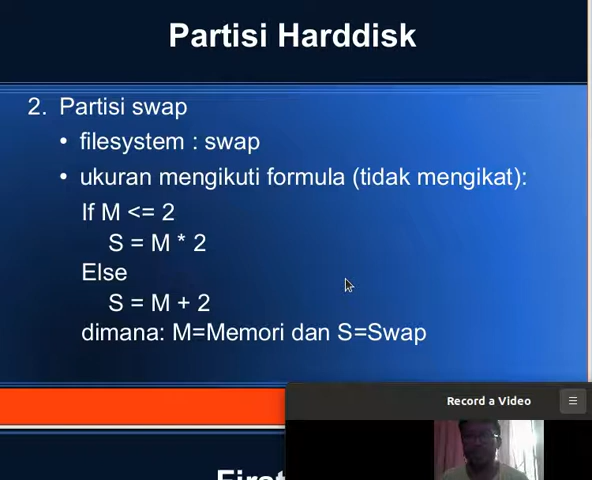 Partisi Harddisk
2. Partisi swap
• filesystem : swap
• ukuran mengikuti formula (tidak mengikat):
If M <= 2
S = M * 2
Else
S = M + 2
dimana: M=Memori dan S=Swap
Record a Video
First